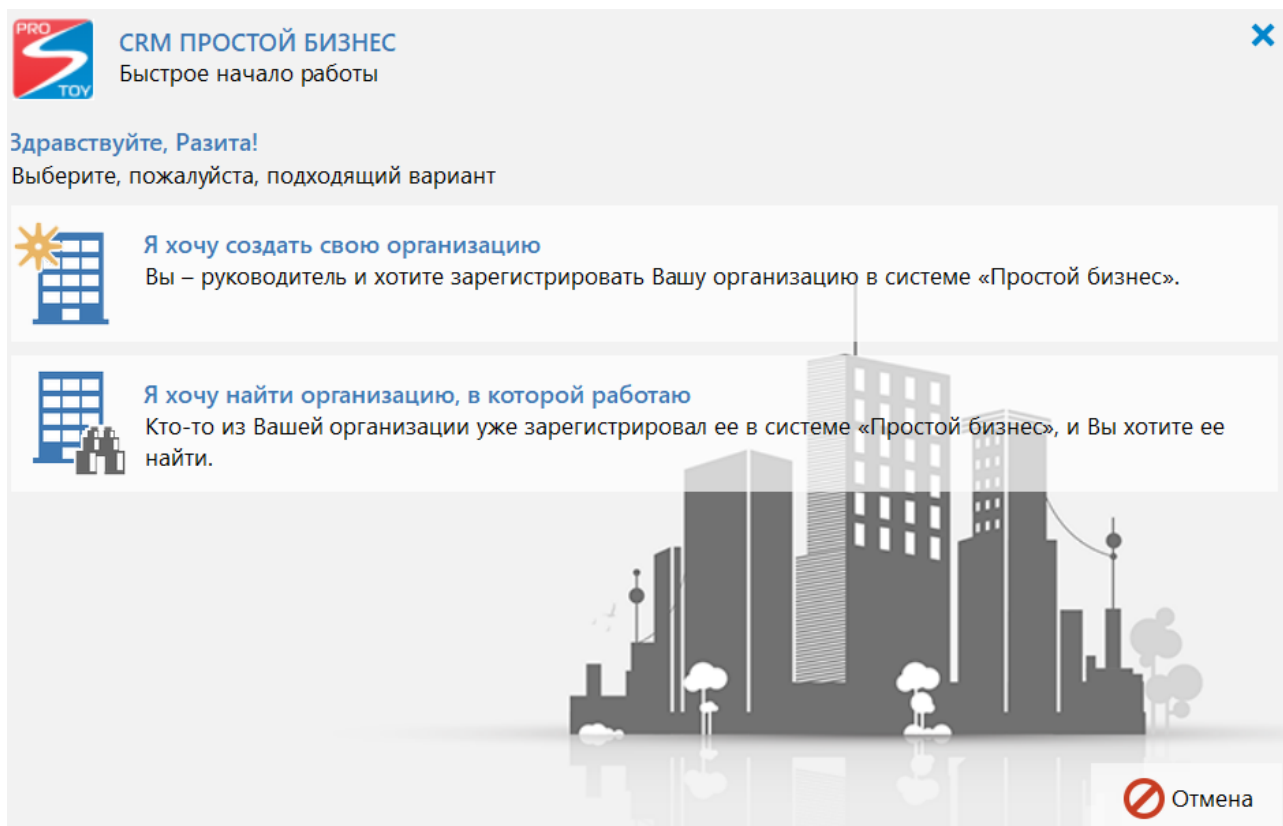 PRO
TOY
CRM ПРОСТОЙ БИЗНЕС
Быстрое начало работы
Здравствуйте, Разита!
Выберите, пожалуйста, подходящий вариант
Я хочу создать свою организацию
Вы – руководитель и хотите зарегистрировать Вашу организацию в системе «Простой бизнес».
Я хочу найти организацию, в которой работаю
Кто-то из Вашей организации уже зарегистрировал ее в системе «Простой бизнес», и Вы хотите ее
найти.
Отмена